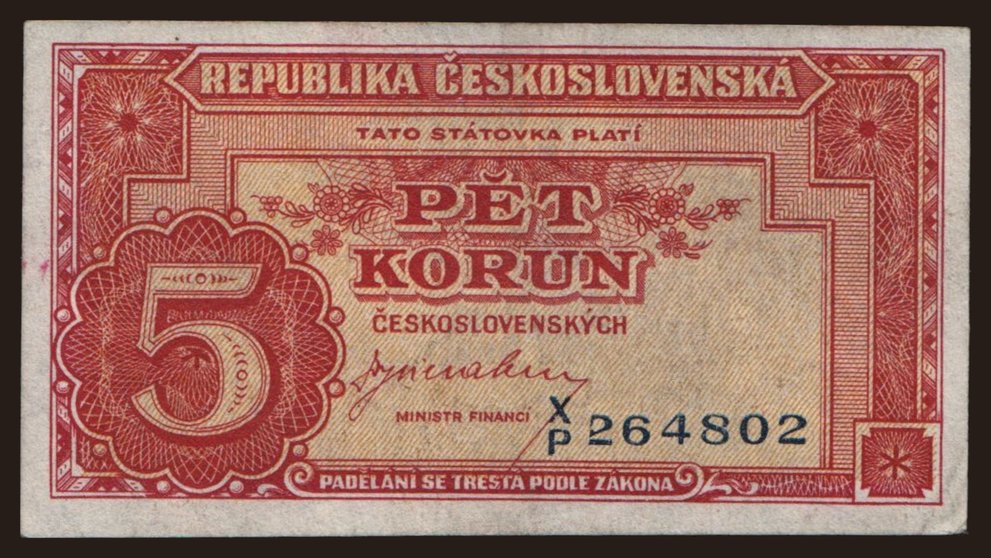 REPUBLIKA ČESKOSLOVENSKÁ
TATO STÁTOVKA PLATÍ
PĚT
KORUN
ČESKOSLOVENSKÝCH
5
MINISTR FINANCÍ
X/P 264802
PADĚLÁNÍ SE TRESTÁ PODLE ZÁKONA